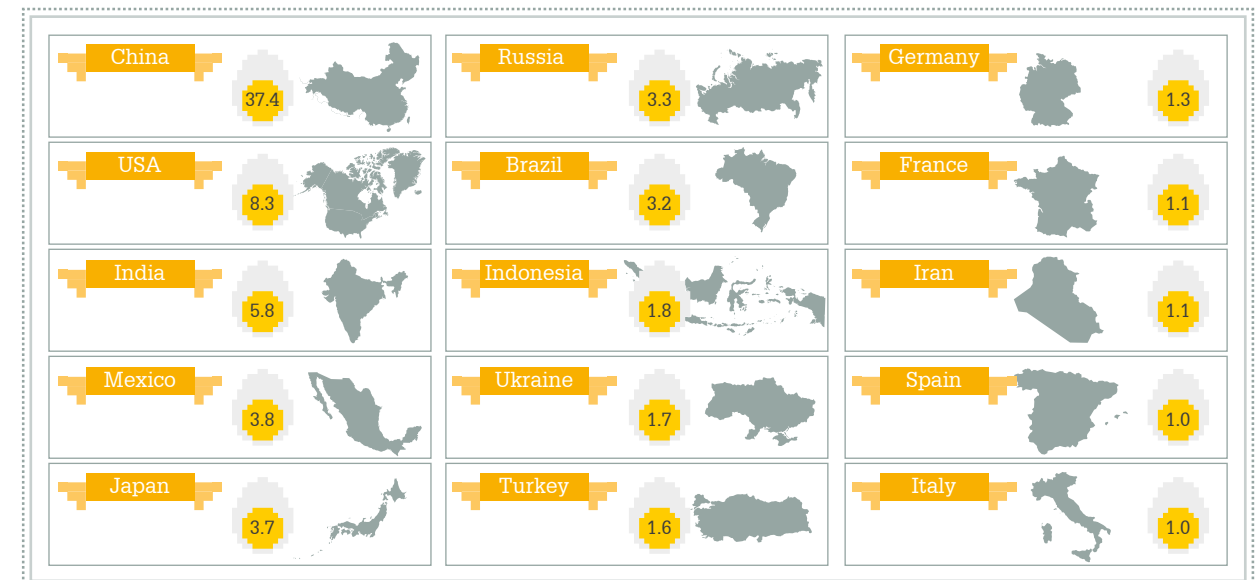 China
37.4
USA
8.3
India
5.8
Mexico
3.8
Japan
3.7
Russia
3.3
Brazil
3.2
Indonesia
1.8
Ukraine
1.7
Turkey
1.6
Germany
1.3
France
1.1
Iran
1.1
Spain
1.0
Italy
1.0